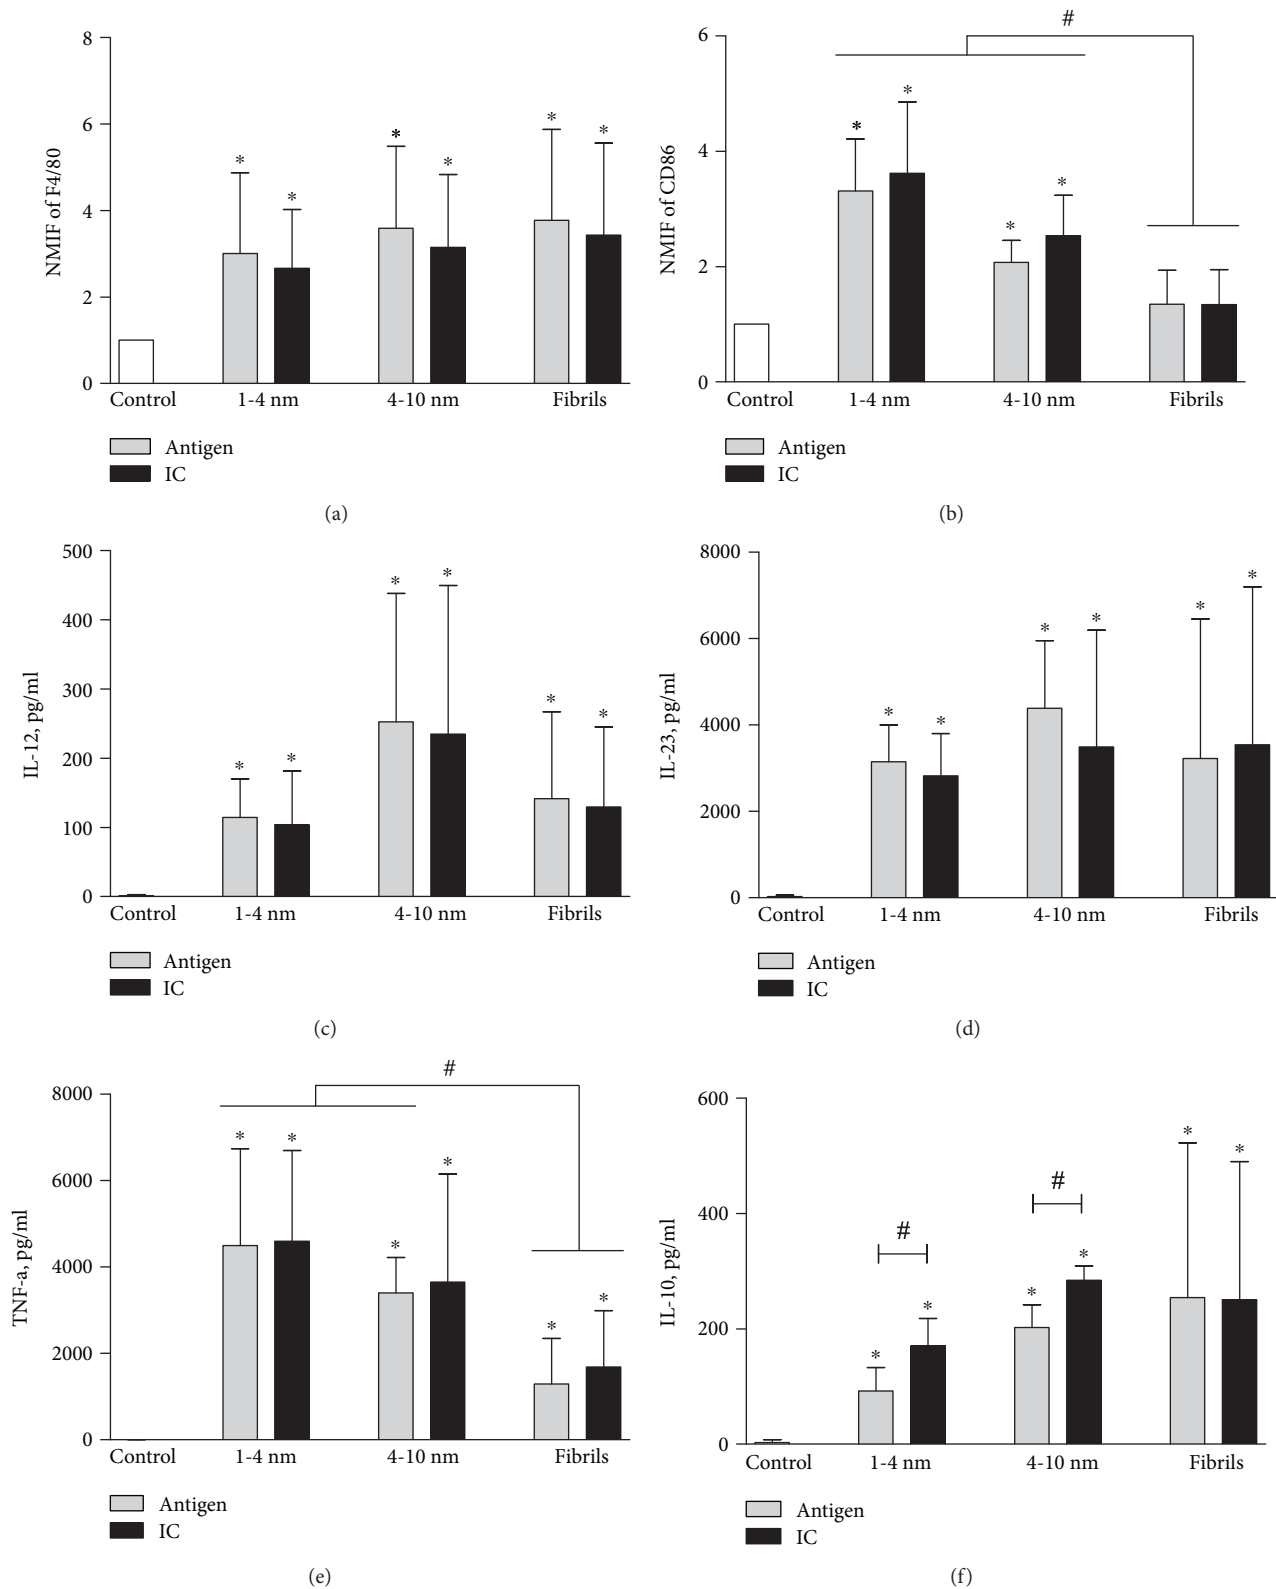 8
6
4
2
0
NMIF of F4/80
* * * * * *
Control 1-4 nm 4-10 nm Fibrils
Antigen
IC
(a)
#
6
4
2
0
NMIF of CD86
* * * *
Control 1-4 nm 4-10 nm Fibrils
Antigen
IC
(b)
500
400
300
200
100
0
IL-12, pg/ml
* * * * * *
Control 1-4 nm 4-10 nm Fibrils
Antigen
IC
(c)
8000
6000
4000
2000
0
IL-23, pg/ml
* * * * * *
Control 1-4 nm 4-10 nm Fibrils
Antigen
IC
(d)
#
8000
6000
4000
2000
0
TNF-a, pg/ml
* * * * * *
Control 1-4 nm 4-10 nm Fibrils
Antigen
IC
(e)
600
400
200
0
IL-10, pg/ml
# #
* * * * * *
Control 1-4 nm 4-10 nm Fibrils
Antigen
IC
(f)